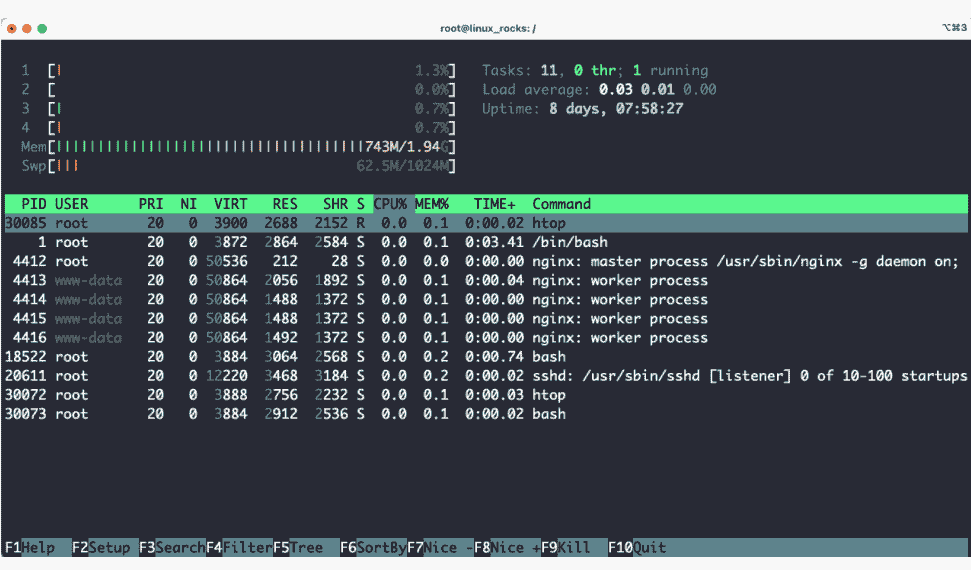 root@linux_rocks:/ ⌥⌘3
1 [| 1.3%] Tasks: 11, 0 thr; 1 running
2 [ 0.0%] Load average: 0.03 0.01 0.00
3 [| 0.7%] Uptime: 8 days, 07:58:27
4 [| 0.7%]
Mem[||||||||||||||||||||||||||||||||||||||743M/1.94G]
Swp[||| 62.5M/1024M]
PID USER PRI NI VIRT RES SHR S CPU% MEM% TIME+ Command
30085 root 20 0 3900 2688 2152 R 0.0 0.1 0:00.02 htop
1 root 20 0 3872 2864 2584 S 0.0 0.1 0:03.41 /bin/bash
4412 root 20 0 50536 212 28 S 0.0 0.0 0:00.00 nginx: master process /usr/sbin/nginx -g daemon on;
4413 www-data 20 0 50864 2056 1892 S 0.0 0.1 0:00.04 nginx: worker process
4414 www-data 20 0 50864 1488 1372 S 0.0 0.1 0:00.00 nginx: worker process
4415 www-data 20 0 50864 1488 1372 S 0.0 0.1 0:00.00 nginx: worker process
4416 www-data 20 0 50864 1492 1372 S 0.0 0.1 0:00.00 nginx: worker process
18522 root 20 0 3884 3064 2568 S 0.0 0.2 0:00.74 bash
20611 root 20 0 12220 3468 3184 S 0.0 0.2 0:00.02 sshd: /usr/sbin/sshd [listener] 0 of 10-100 startups
30072 root 20 0 3888 2756 2232 S 0.0 0.1 0:00.03 htop
30073 root 20 0 3884 2912 2536 S 0.0 0.1 0:00.02 bash
F1Help F2Setup F3SearchF4FilterF5Tree F6SortByF7Nice -F8Nice +F9Kill F10Quit